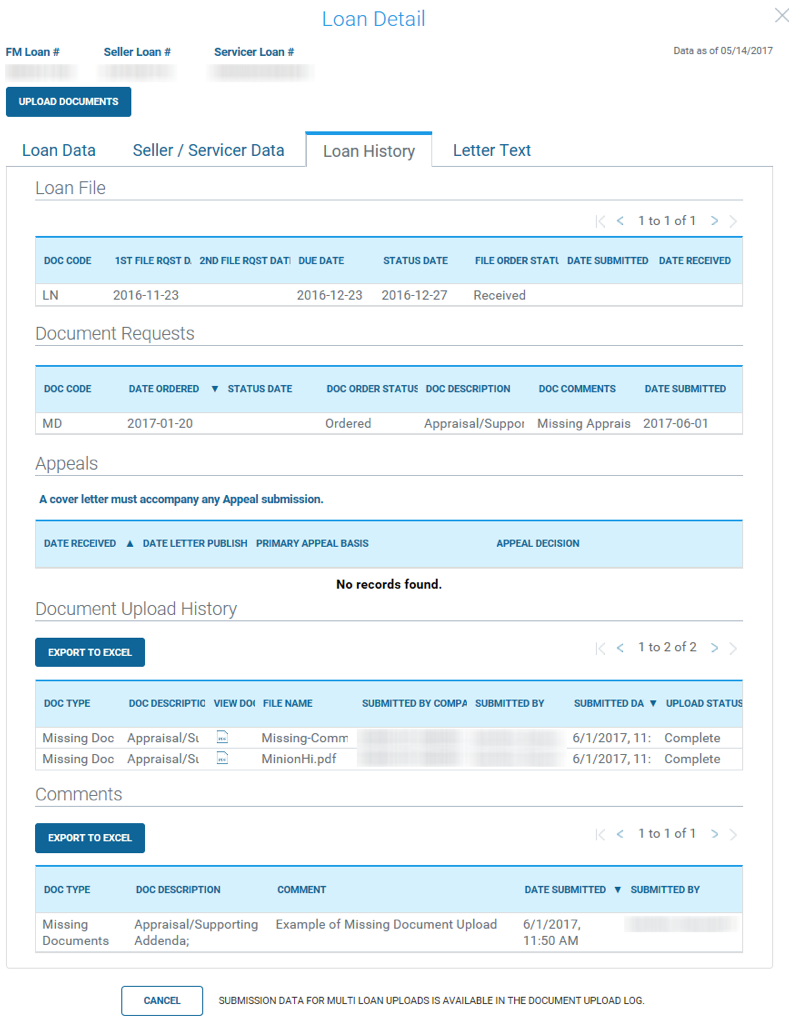 Loan Detail
FM Loan # Seller Loan # Servicer Loan # Data as of 05/14/2017
UPLOAD DOCUMENTS
Loan Data Seller / Servicer Data Loan History Letter Text
Loan File
1 to 1 of 1
DOC CODE 1ST FILE RQST D. 2ND FILE RQST DATI DUE DATE STATUS DATE FILE ORDER STATU DATE SUBMITTED DATE RECEIVED
LN 2016-11-23 2016-12-23 2016-12-27 Received
Document Requests
DOC CODE DATE ORDERED ▼ STATUS DATE DOC ORDER STATUS DOC DESCRIPTION DOC COMMENTS DATE SUBMITTED
MD 2017-01-20 Ordered Appraisal/Suppor Missing Apprais 2017-06-01
Appeals
A cover letter must accompany any Appeal submission.
DATE RECEIVED ▲ DATE LETTER PUBLISH PRIMARY APPEAL BASIS APPEAL DECISION
No records found.
Document Upload History
EXPORT TO EXCEL 1 to 2 of 2
DOC TYPE DOC DESCRIPTIO VIEW DO( FILE NAME SUBMITTED BY COMPA SUBMITTED BY SUBMITTED DA ▼ UPLOAD STATUS
Missing Doc Appraisal/Su Missing-Comm 6/1/2017, 11: Complete
Missing Doc Appraisal/Su MinionHi.pdf 6/1/2017, 11: Complete
Comments
EXPORT TO EXCEL 1 to 1 of 1
DOC TYPE DOC DESCRIPTION COMMENT DATE SUBMITTED ▼ SUBMITTED BY
Missing Appraisal/Supporting Example of Missing Document Upload 6/1/2017,
Documents Addenda; 11:50 AM
CANCEL SUBMISSION DATA FOR MULTI LOAN UPLOADS IS AVAILABLE IN THE DOCUMENT UPLOAD LOG.